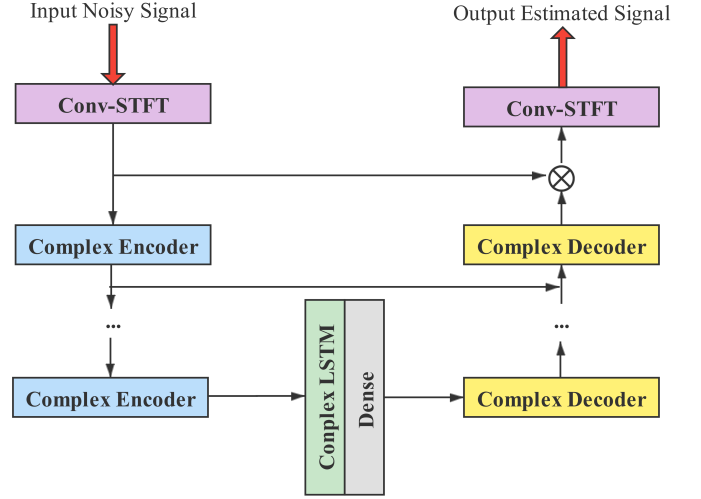 Input Noisy Signal
Output Estimated Signal
Conv-STFT
Conv-STFT
Complex Encoder
Complex Decoder
...
...
Conplex LSTM
Dense
Complex Encoder
Complex Decoder